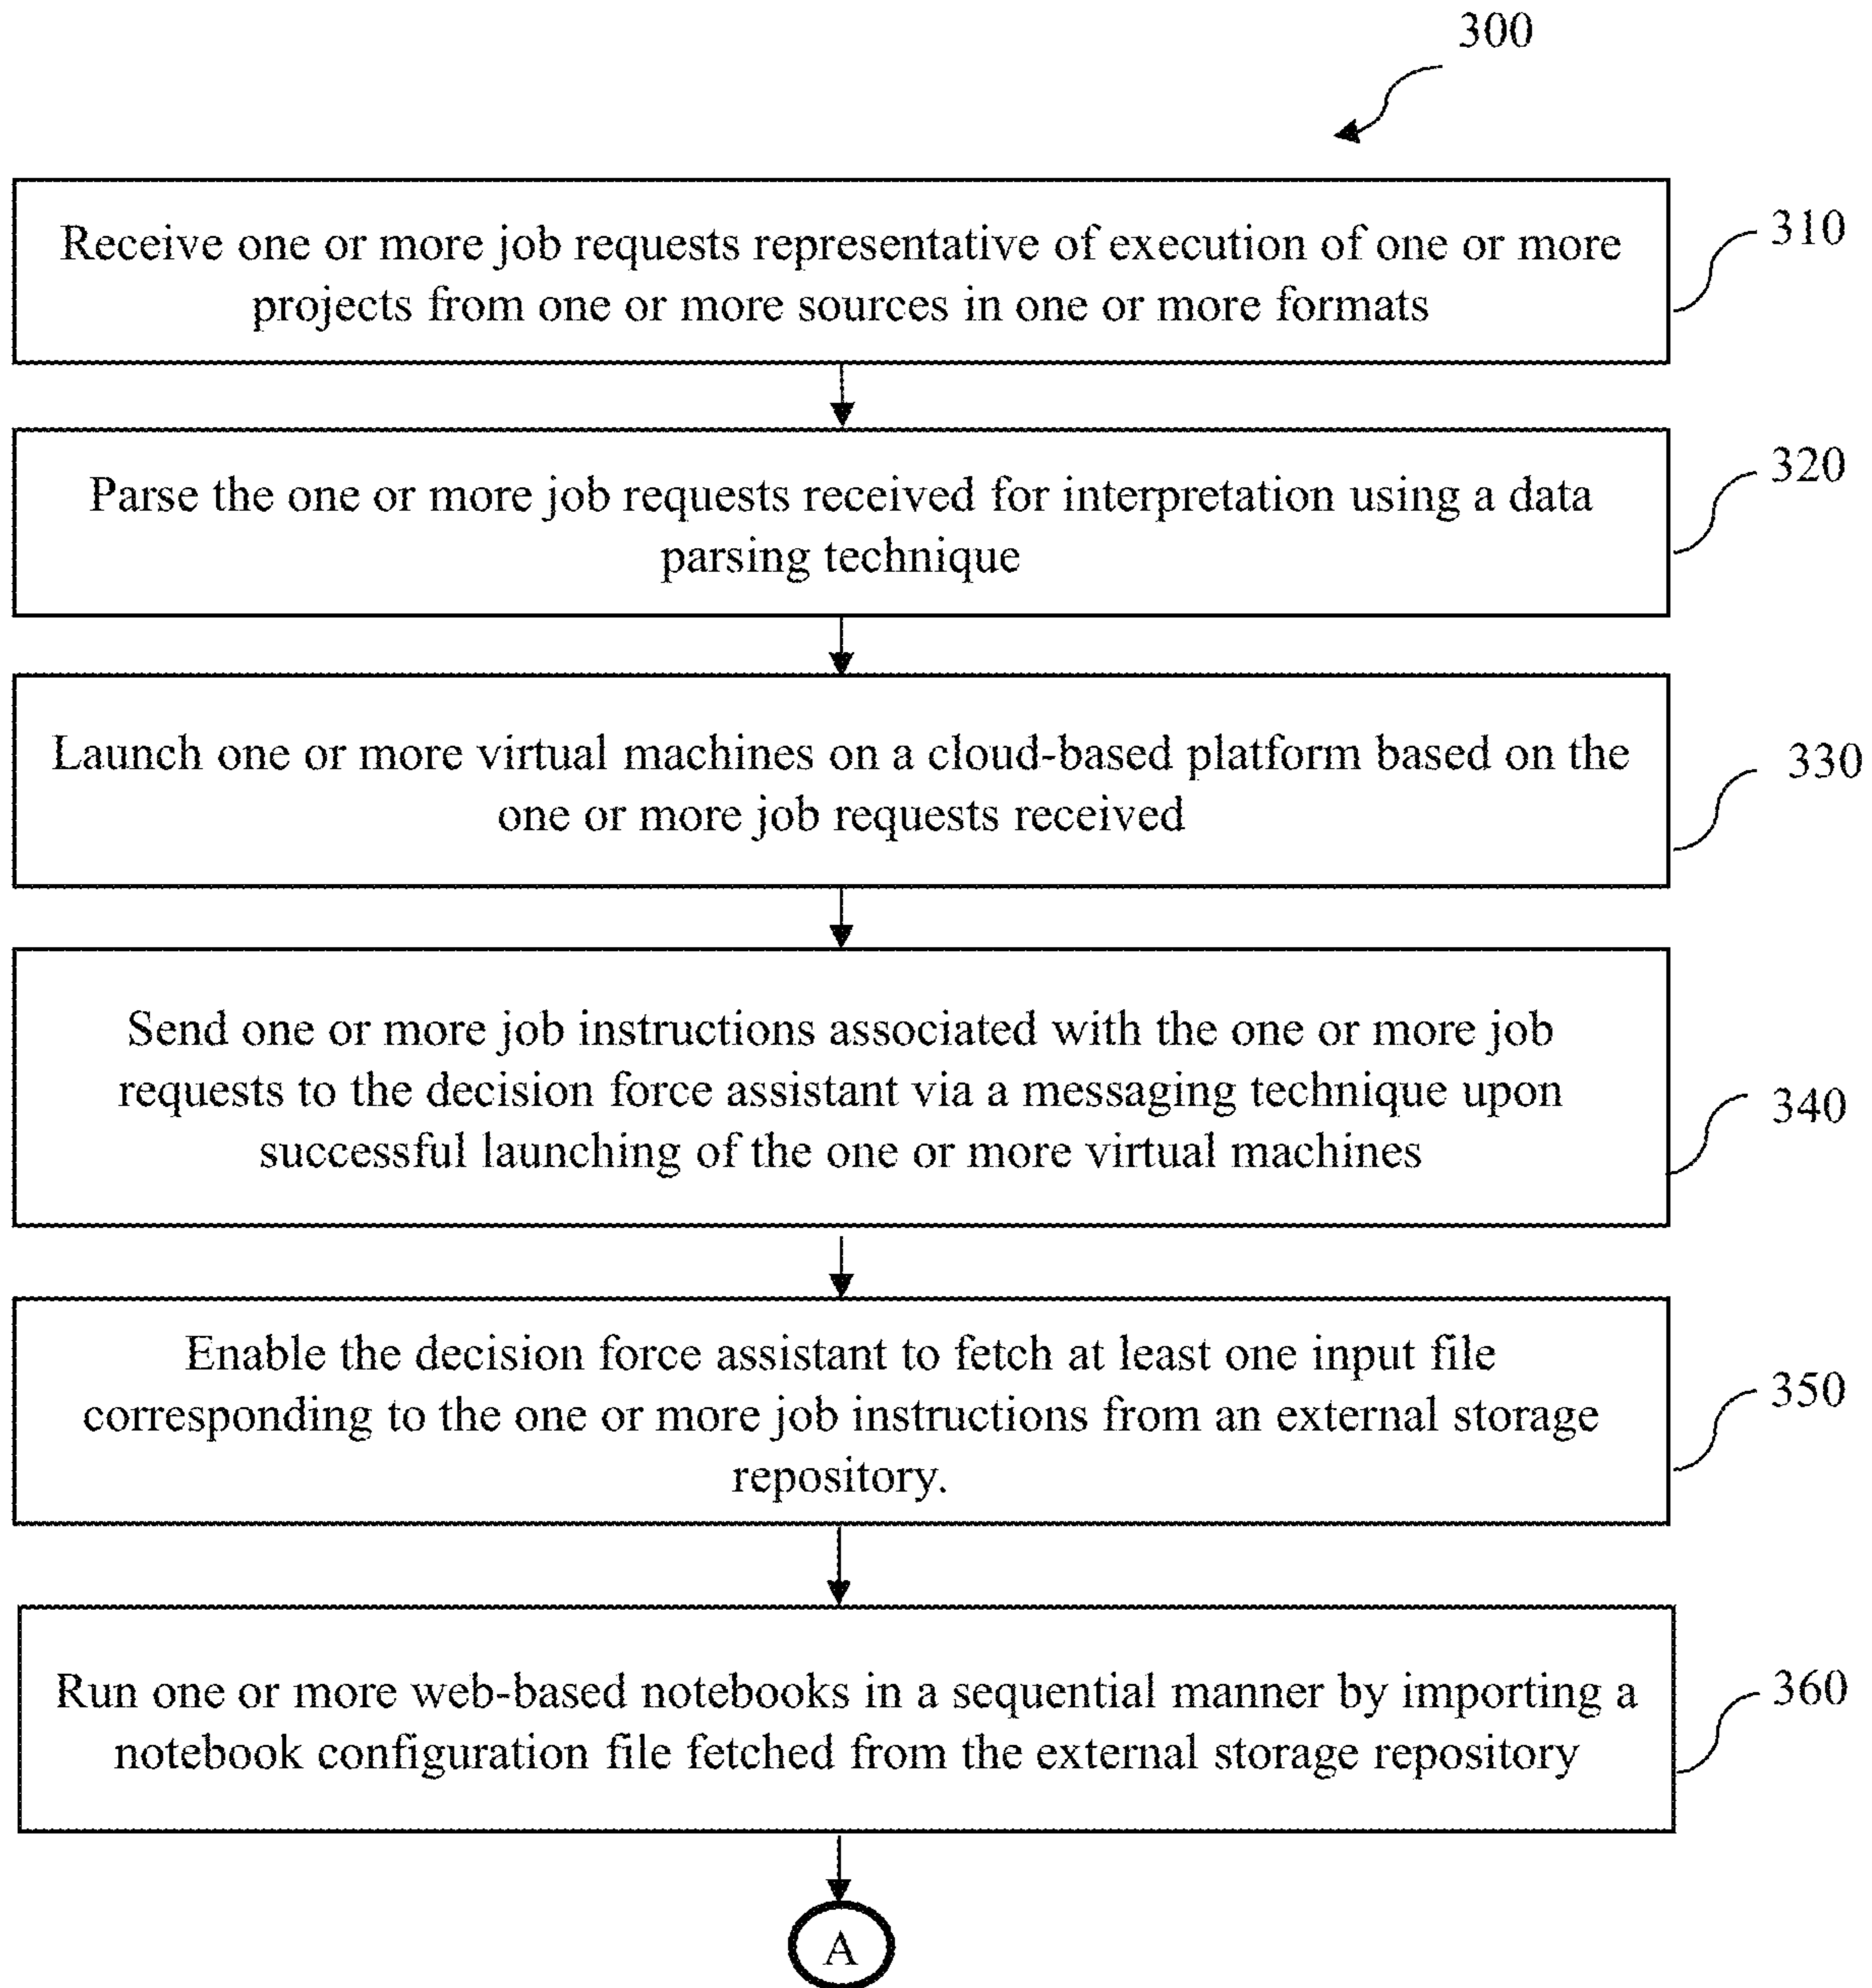 300
Receive one or more job requests representative of execution of one or more
projects from one or more sources in one or more formats
310
Parse the one or more job requests received for interpretation using a data
parsing technique
320
Launch one or more virtual machines on a cloud-based platform based on the
one or more job requests received
330
Send one or more job instructions associated with the one or more job
requests to the decision force assistant via a messaging technique upon
successful launching of the one or more virtual machines
340
Enable the decision force assistant to fetch at least one input file
corresponding to the one or more job instructions from an external storage
repository.
350
Run one or more web-based notebooks in a sequential manner by importing a
notebook configuration file fetched from the external storage repository
360
A